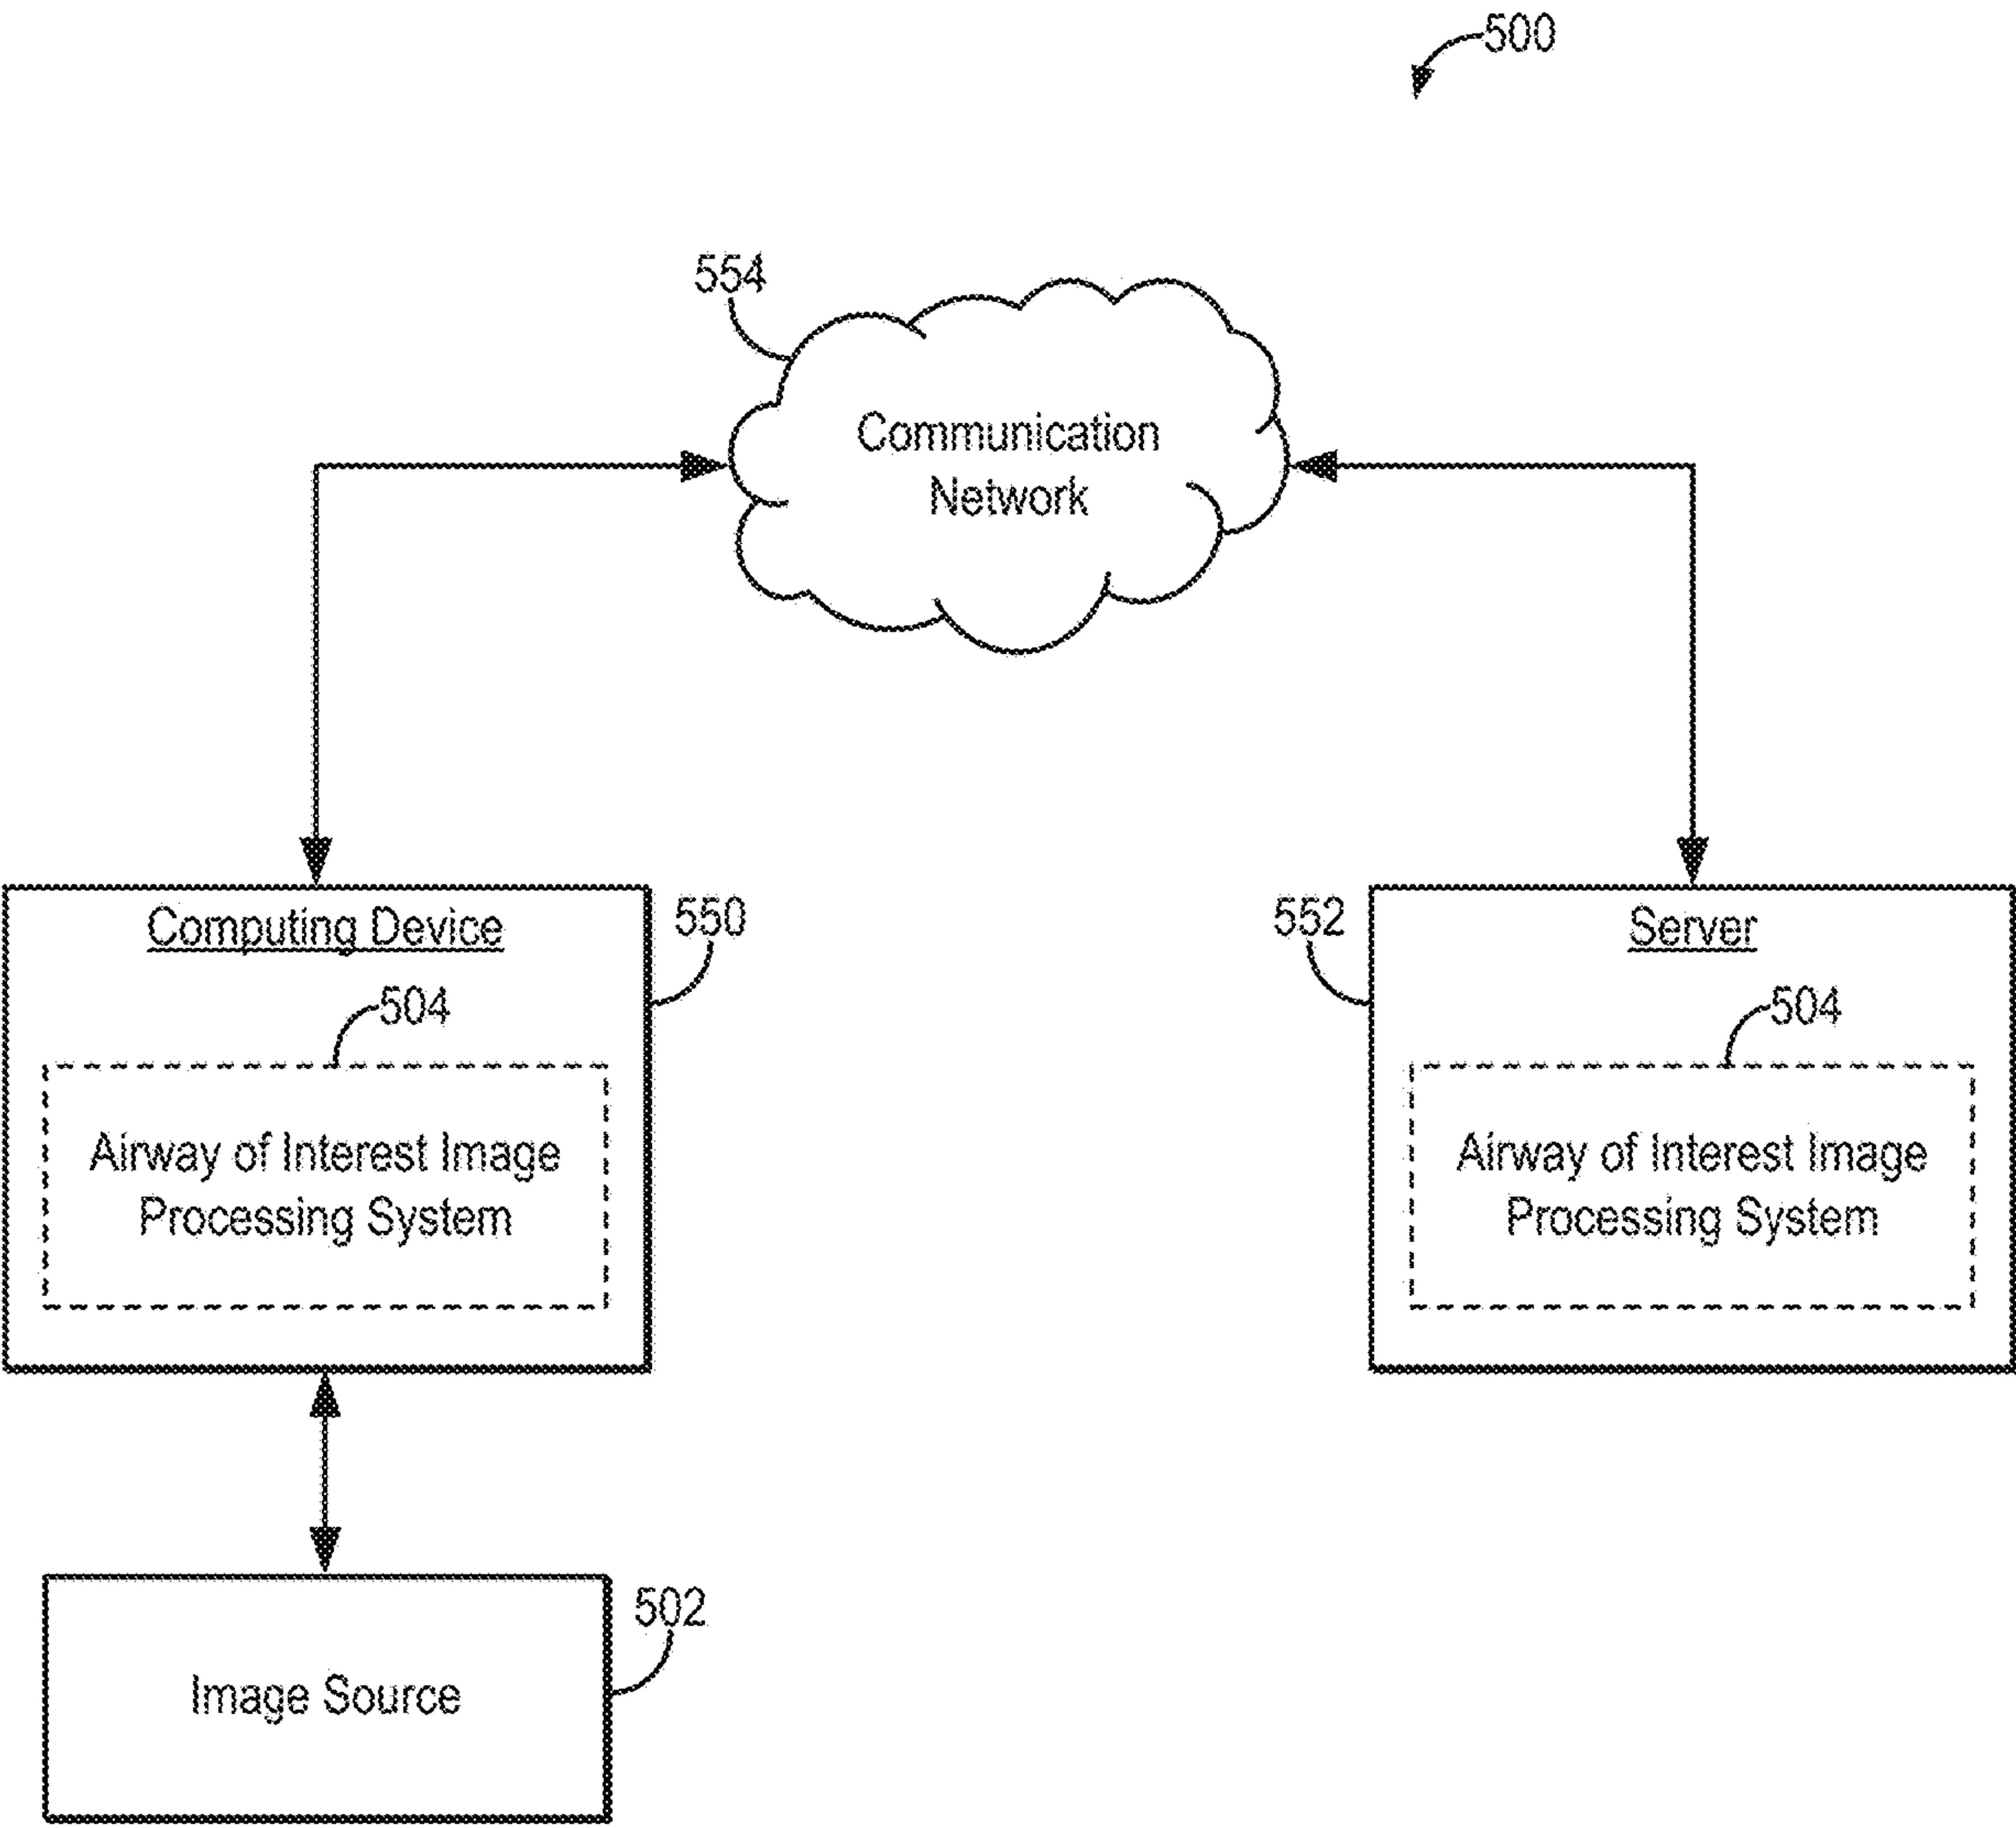 500
554
Communication
Network
Computing Device
550
504
Airway of Interest Image
Processing System
552
Server
504
Airway of Interest Image
Processing System
502
Image Source